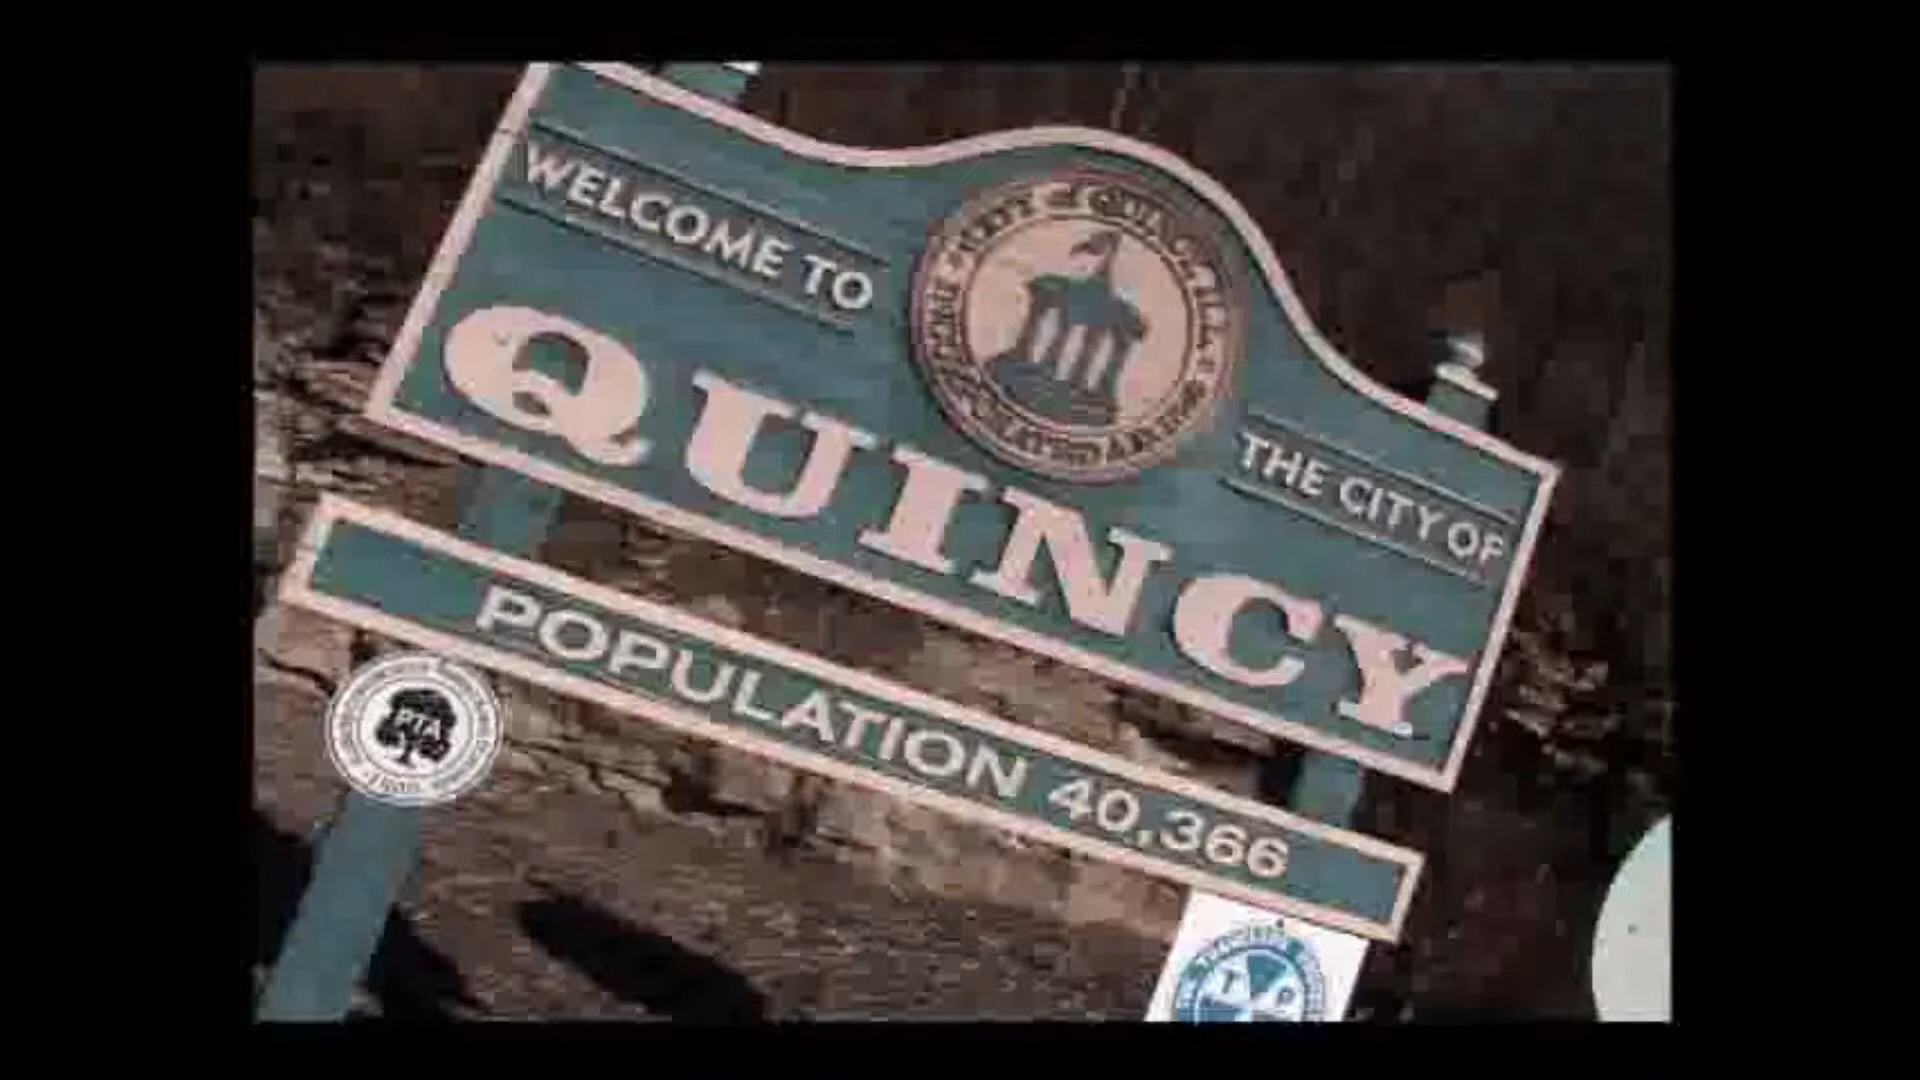 WELCOME TO
THE CITY OF
QUINCY
POPULATION 40,366
PTA